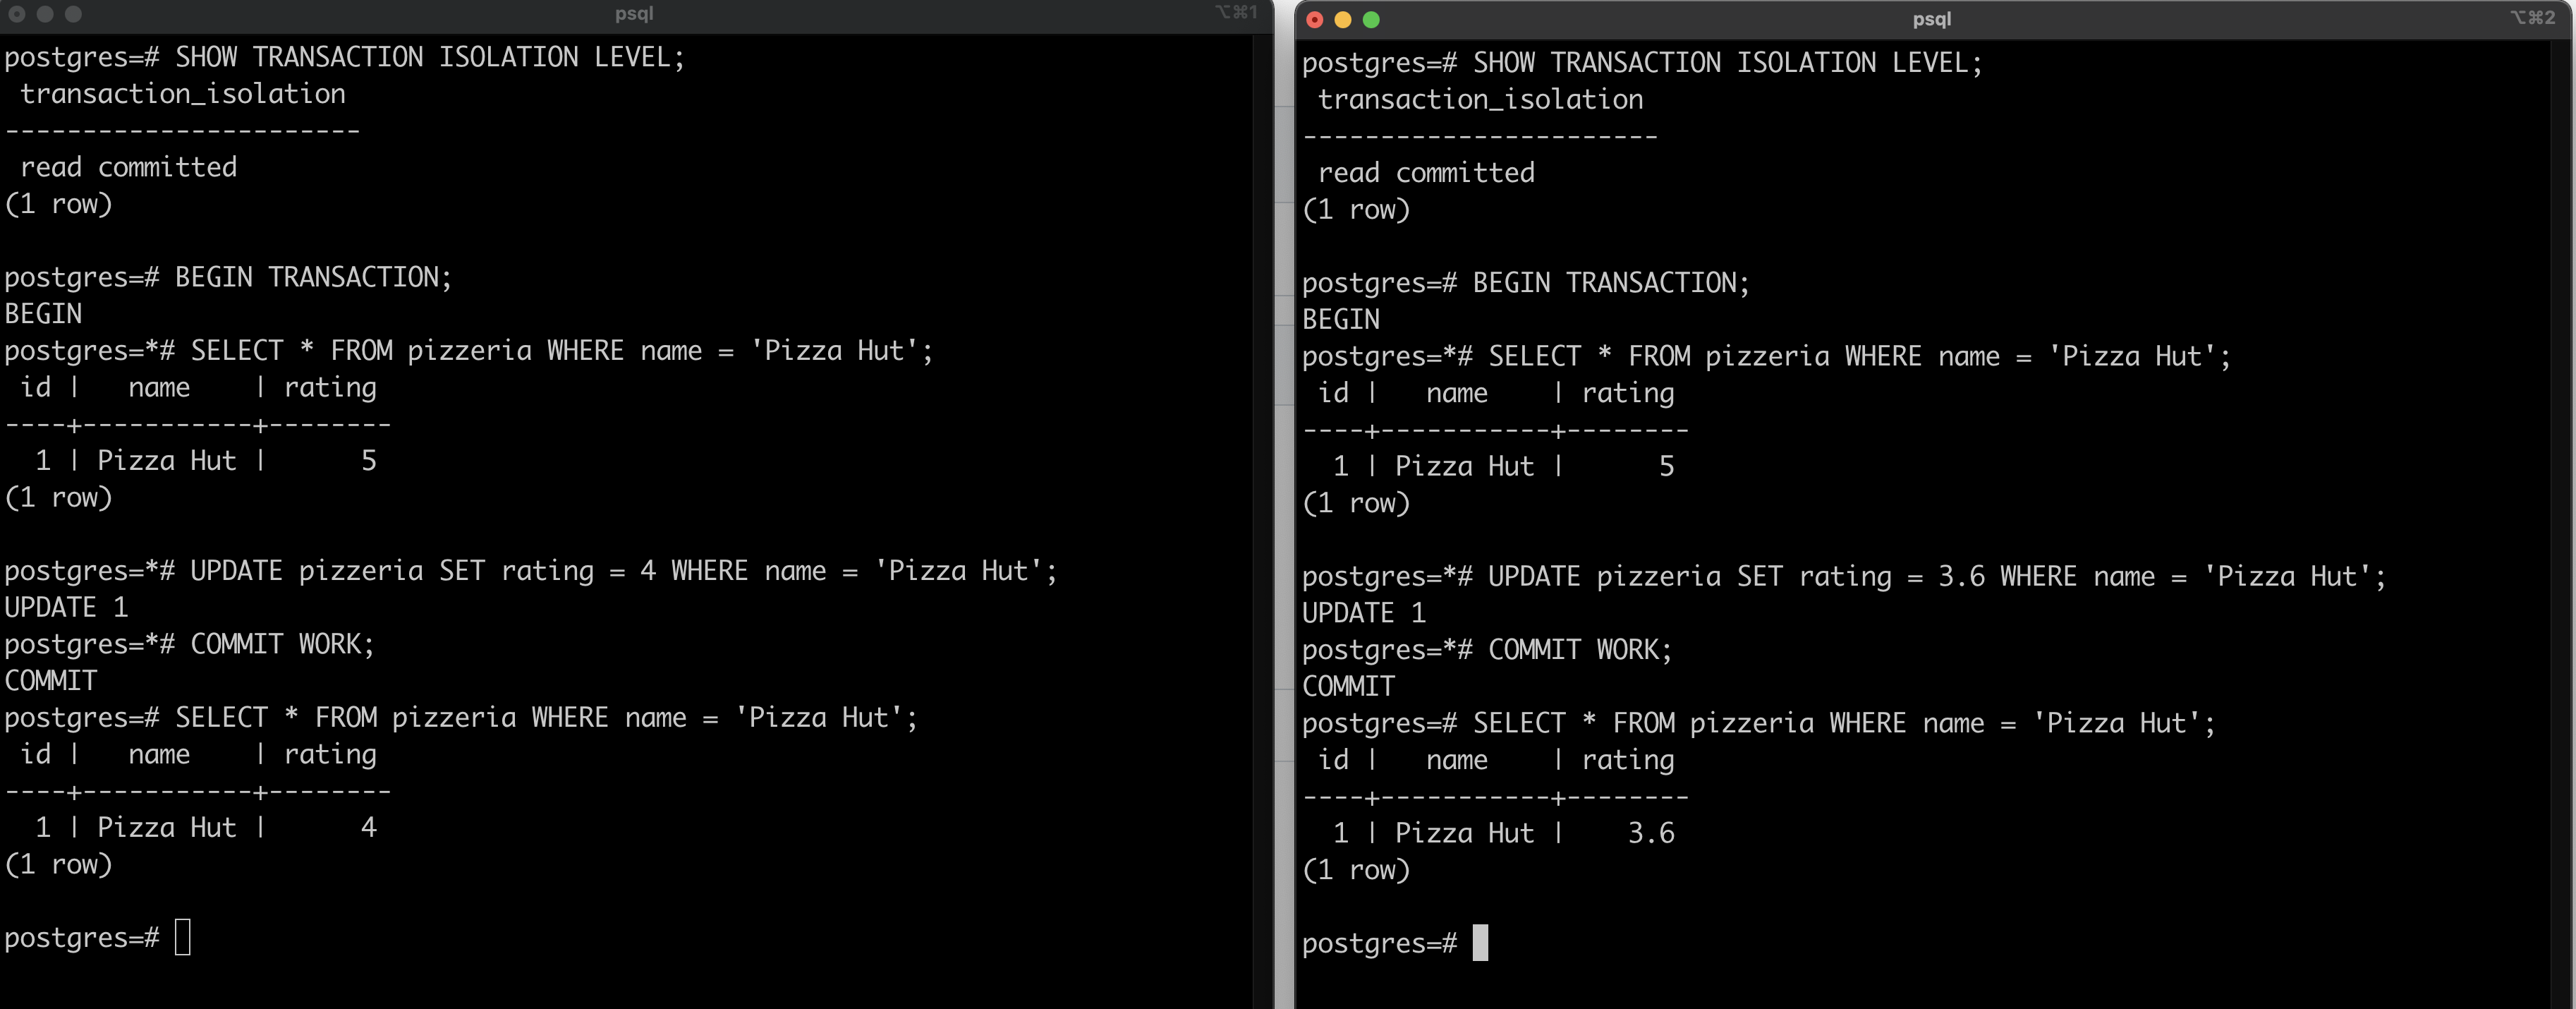 psql
⌥⌘1
postgres=# SHOW TRANSACTION ISOLATION LEVEL;
 transaction_isolation
-----------------------
 read committed
(1 row)
postgres=# BEGIN TRANSACTION;
BEGIN
postgres=*# SELECT * FROM pizzeria WHERE name = 'Pizza Hut';
 id |   name    | rating
----+-----------+--------
  1 | Pizza Hut |      5
(1 row)
postgres=*# UPDATE pizzeria SET rating = 4 WHERE name = 'Pizza Hut';
UPDATE 1
postgres=*# COMMIT WORK;
COMMIT
postgres=# SELECT * FROM pizzeria WHERE name = 'Pizza Hut';
 id |   name    | rating
----+-----------+--------
  1 | Pizza Hut |      4
(1 row)
postgres=#
psql
⌥⌘2
postgres=# SHOW TRANSACTION ISOLATION LEVEL;
 transaction_isolation
-----------------------
 read committed
(1 row)
postgres=# BEGIN TRANSACTION;
BEGIN
postgres=*# SELECT * FROM pizzeria WHERE name = 'Pizza Hut';
 id |   name    | rating
----+-----------+--------
  1 | Pizza Hut |      5
(1 row)
postgres=*# UPDATE pizzeria SET rating = 3.6 WHERE name = 'Pizza Hut';
UPDATE 1
postgres=*# COMMIT WORK;
COMMIT
postgres=# SELECT * FROM pizzeria WHERE name = 'Pizza Hut';
 id |   name    | rating
----+-----------+--------
  1 | Pizza Hut |    3.6
(1 row)
postgres=#